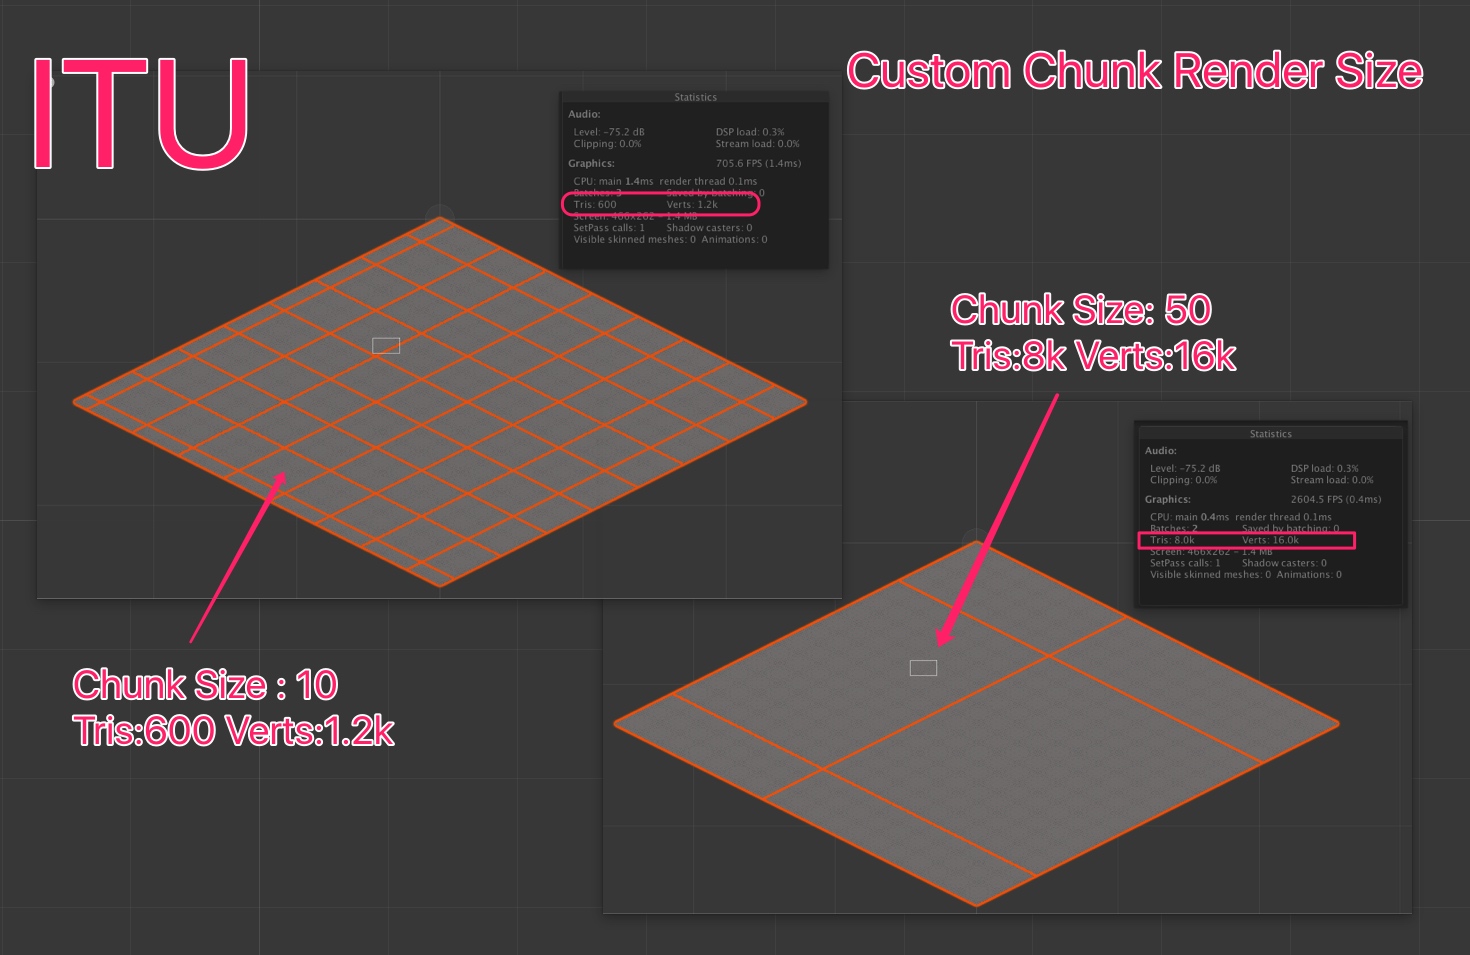 ITU
Custom Chunk Render Size
Statistics
Audio:
Level: -75.2 dB DSP load: 0.3%
Clipping: 0.0% Stream load: 0.0%
Graphics: 705.6 FPS (1.4ms)
CPU: main 1.4ms render thread 0.1ms
Batches: 3 Saved by batching: 0
Tris: 600 Verts: 1.2k
Screen: 466x262 - 1.4 MB
SetPass calls: 1 Shadow casters: 0
Visible skinned meshes: 0 Animations: 0
Chunk Size: 50
Tris:8k Verts:16k
Statistics
Audio:
Level: -75.2 dB DSP load: 0.3%
Clipping: 0.0% Stream load: 0.0%
Graphics: 2604.5 FPS (0.4ms)
CPU: main 0.4ms render thread 0.1ms
Batches: 2 Saved by batching: 0
Tris: 8.0k Verts: 16.0k
Screen: 466x262 - 1.4 MB
SetPass calls: 1 Shadow casters: 0
Visible skinned meshes: 0 Animations: 0
Chunk Size : 10
Tris:600 Verts:1.2k